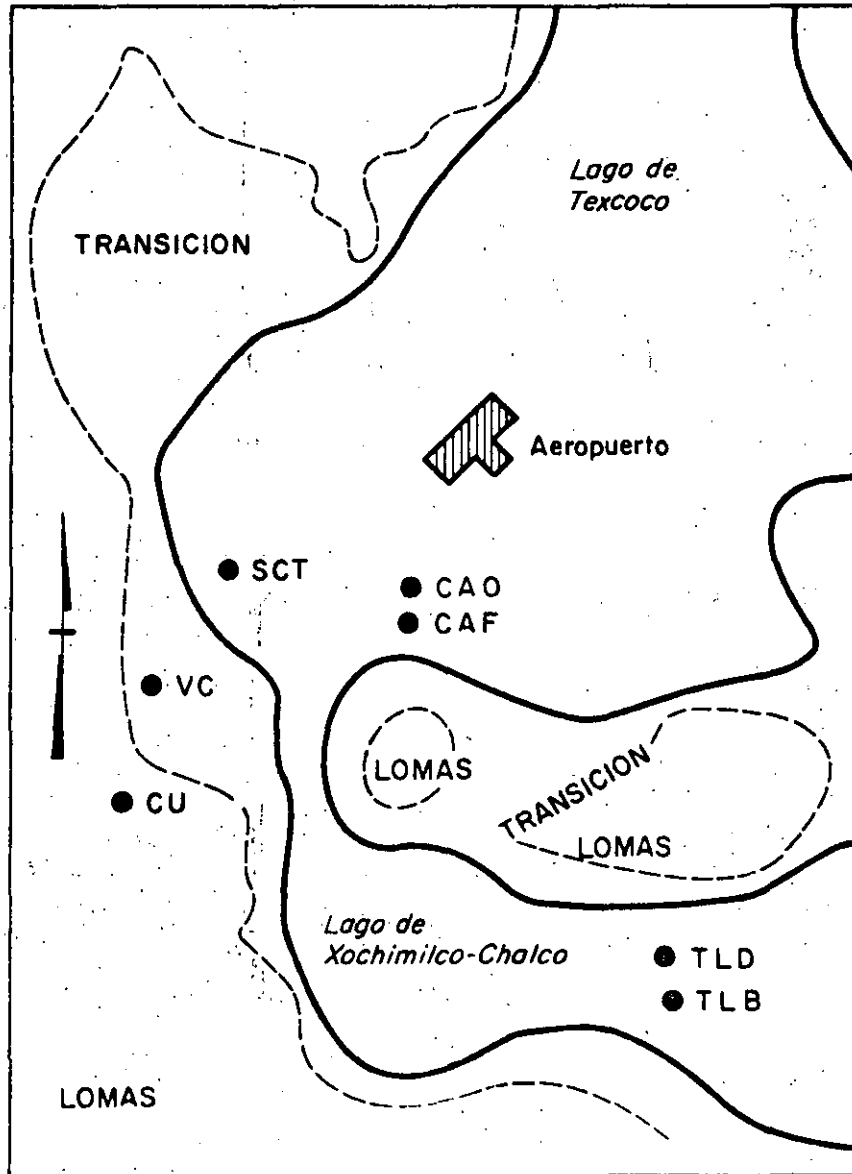 Lago de
Texcoco
TRANSICION
Aeropuerto
SCT
CAO
CAF
VC
LOMAS
TRANSICION
CU
LOMAS
Lago de
Xochimilco-Chalco
TLD
TLB
LOMAS